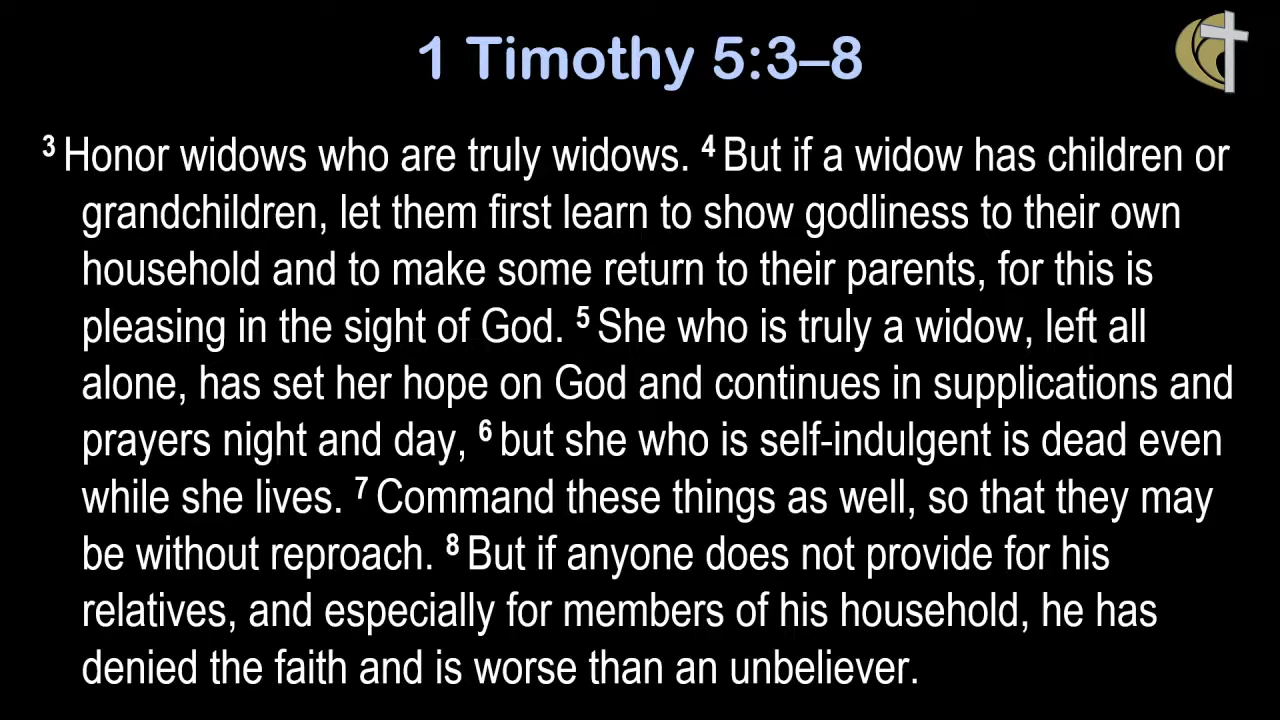 1 Timothy 5:3–8
3 Honor widows who are truly widows. 4 But if a widow has children or
grandchildren, let them first learn to show godliness to their own
household and to make some return to their parents, for this is
pleasing in the sight of God. 5 She who is truly a widow, left all
alone, has set her hope on God and continues in supplications and
prayers night and day, 6 but she who is self-indulgent is dead even
while she lives. 7 Command these things as well, so that they may
be without reproach. 8 But if anyone does not provide for his
relatives, and especially for members of his household, he has
denied the faith and is worse than an unbeliever.